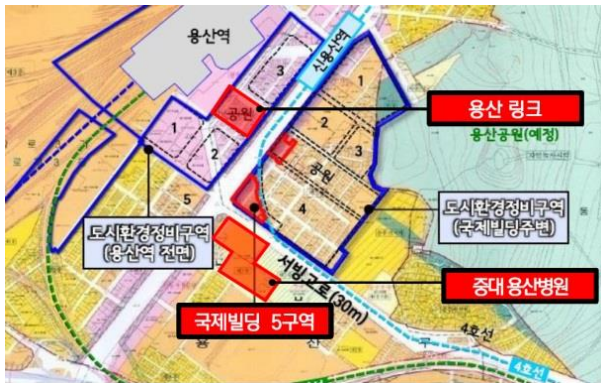 용산역
신용산역
3
1
공원
용산 링크
1
2
2
3
용산공원(예정)
공원
5
4
도시환경정비구역
(용산역 전면)
도시환경정비구역
(국제빌딩주변)
서빙고로(30m)
중대 용산병원
국제빌딩 5구역
4호선
4호선
용
산
구